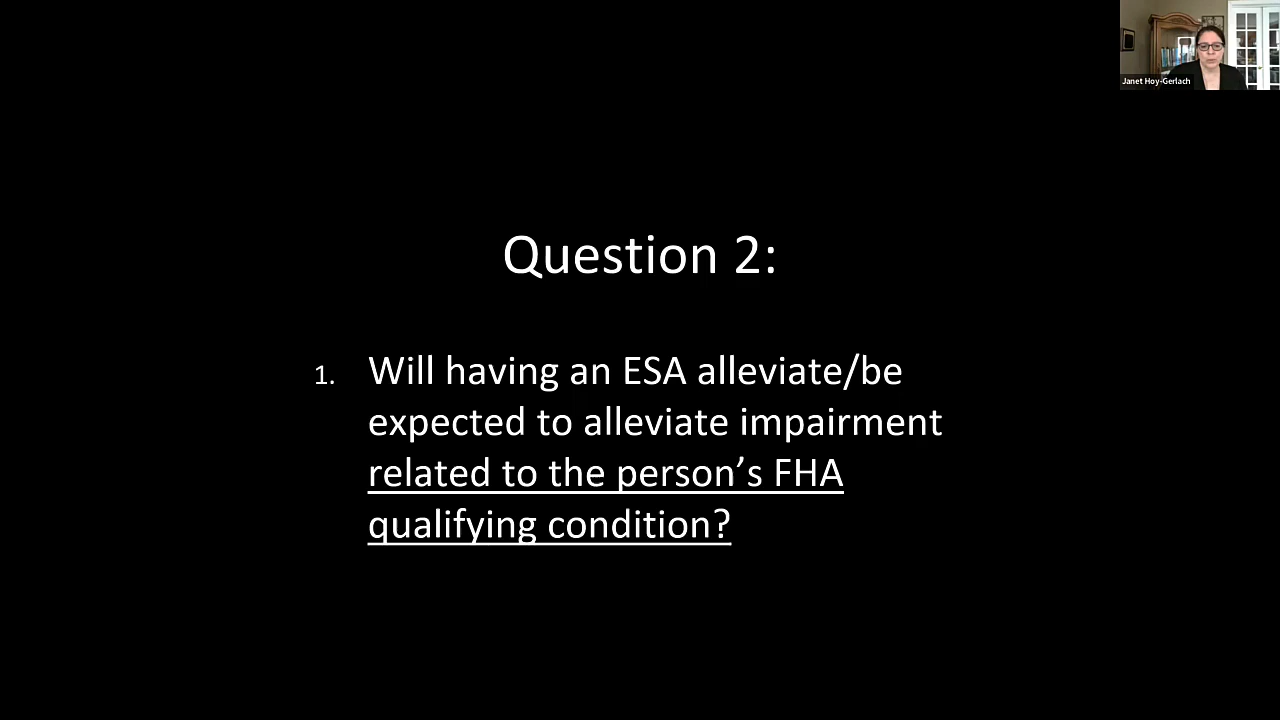 Janet Hoy-Gerlach
Question 2:
1. Will having an ESA alleviate/be
expected to alleviate impairment
related to the person’s FHA
qualifying condition?